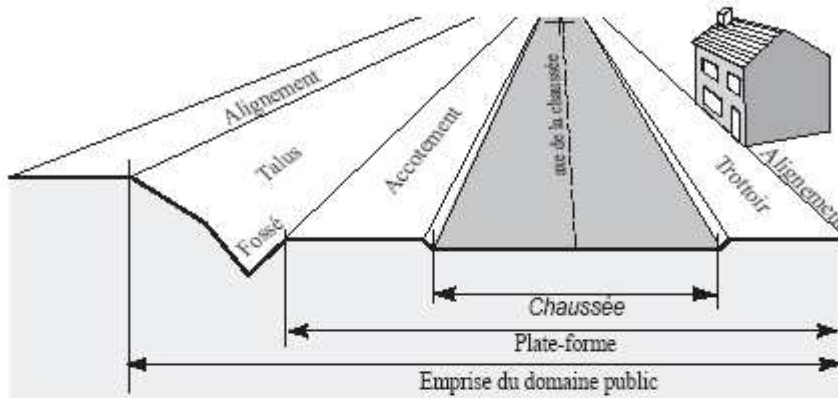 Alignement
Talus
Fossé
Accotement
axe de la chaussée
Trottoir
Alignement
Chaussée
Plate-forme
Emprise du domaine public